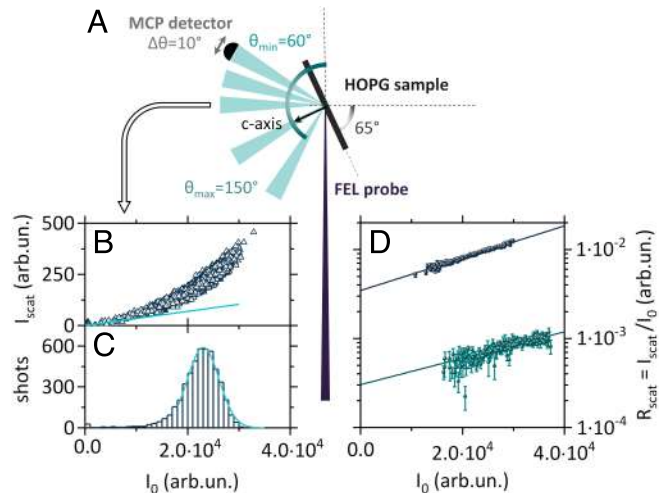 A
MCP detector
Δθ=10°
θmin=60°
HOPG sample
c-axis
65°
θmax=150°
FEL probe
B
500
250
0
Iscat (arb.un.)
C
600
300
0
shots
0.0
2.0·10⁴
4.0·10⁴
I₀ (arb.un.)
D
1·10⁻²
1·10⁻³
1·10⁻⁴
Rscat = Iscat/I₀
0.0
2.0·10⁴
4.0·10⁴
I₀ (arb.un.)